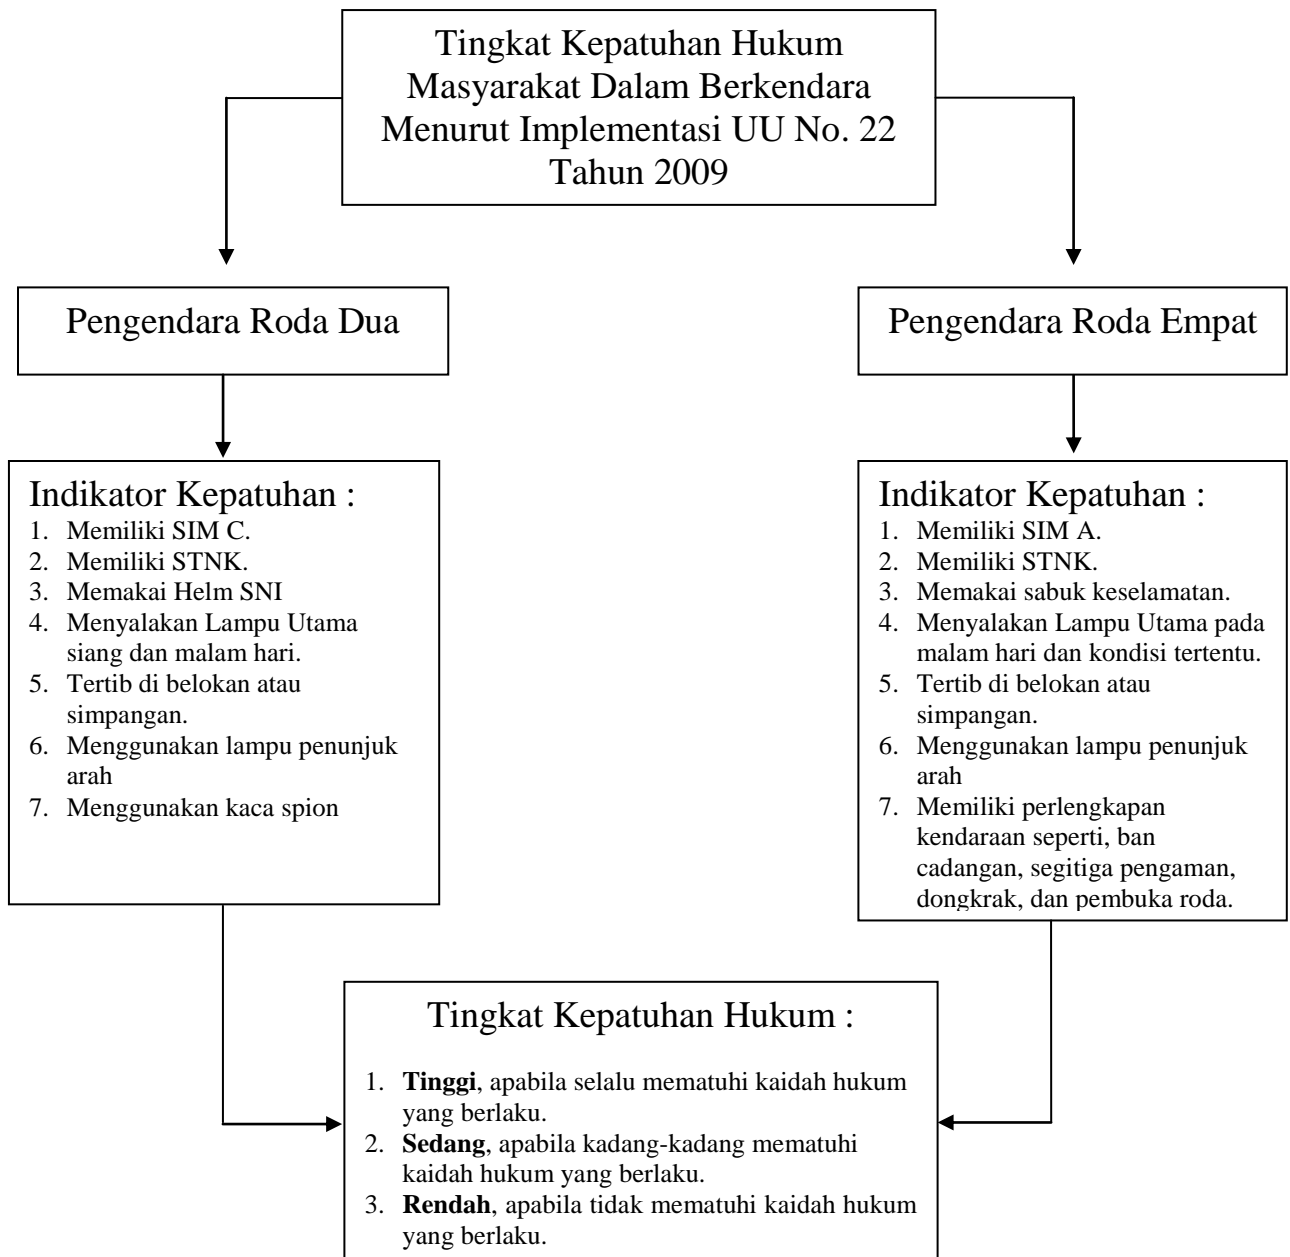 Tingkat Kepatuhan Hukum
Masyarakat Dalam Berkendara
Menurut Implementasi UU No. 22
Tahun 2009
Pengendara Roda Dua
Pengendara Roda Empat
Indikator Kepatuhan :
1. Memiliki SIM C.
2. Memiliki STNK.
3. Memakai Helm SNI
4. Menyalakan Lampu Utama
siang dan malam hari.
5. Tertib di belokan atau
simpangan.
6. Menggunakan lampu penunjuk
arah
7. Menggunakan kaca spion
Indikator Kepatuhan :
1. Memiliki SIM A.
2. Memiliki STNK.
3. Memakai sabuk keselamatan.
4. Menyalakan Lampu Utama pada
malam hari dan kondisi tertentu.
5. Tertib di belokan atau
simpangan.
6. Menggunakan lampu penunjuk
arah
7. Memiliki perlengkapan
kendaraan seperti, ban
cadangan, segitiga pengaman,
dongkrak, dan pembuka roda.
Tingkat Kepatuhan Hukum :
1. Tinggi, apabila selalu mematuhi kaidah hukum
yang berlaku.
2. Sedang, apabila kadang-kadang mematuhi
kaidah hukum yang berlaku.
3. Rendah, apabila tidak mematuhi kaidah hukum
yang berlaku.